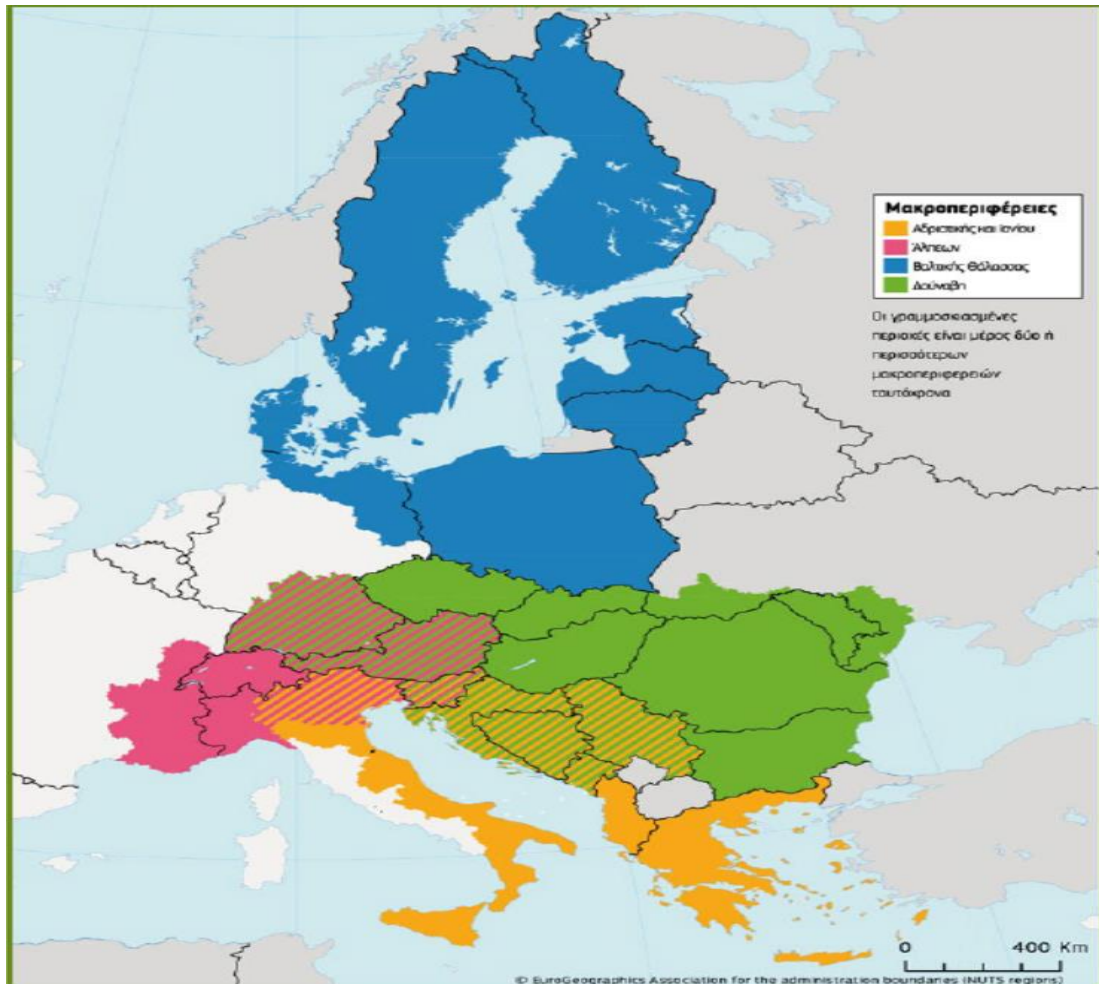 Μακροπεριφέρειες
Αδριατικής και Ιονίου
Άλπεων
Βαλτικής Θάλασσας
Δούναβη
Οι γραμμοσκιασμένες
περιοχές είναι μέρος δύο ή
περισσότερων
μακροπεριφερειών
ταυτόχρονα
0 400 Km
© EuroGeographics Association for the administration boundaries (NUTS regions)